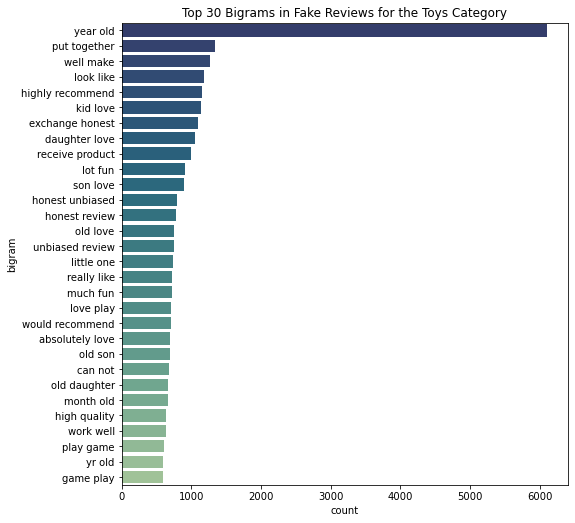 Top 30 Bigrams in Fake Reviews for the Toys Category
year old
put together
well make
look like
highly recommend
kid love
exchange honest
daughter love
receive product
lot fun
son love
honest unbiased
honest review
old love
unbiased review
little one
really like
much fun
love play
would recommend
absolutely love
old son
can not
old daughter
month old
high quality
work well
play game
yr old
game play
bigram
0 1000 2000 3000 4000 5000 6000
count